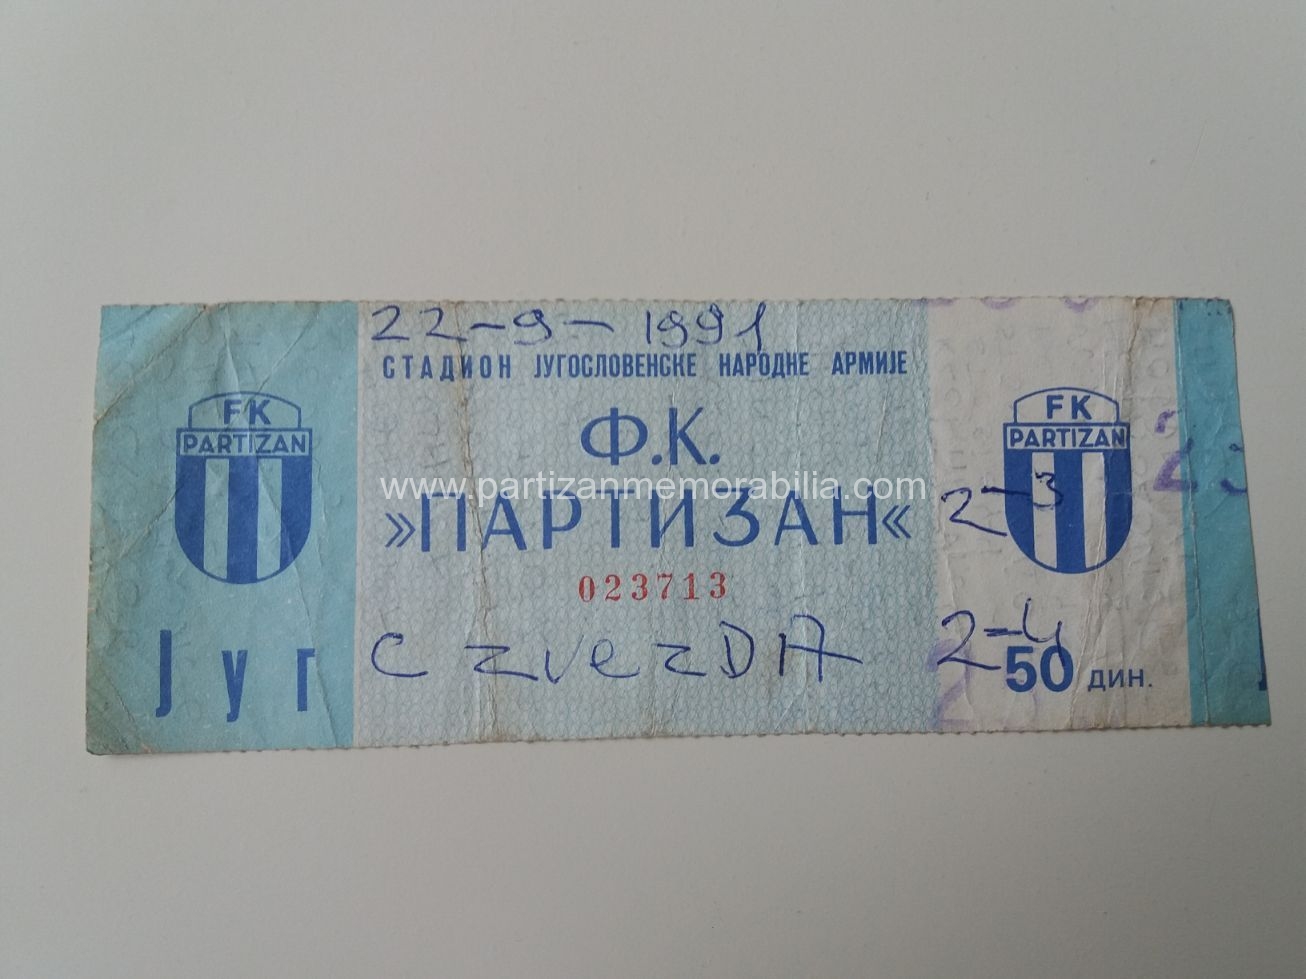 22-9-1991
СТАДИОН ЈУГОСЛОВЕНСКЕ НАРОДНЕ АРМИЈЕ
FK
PARTIZAN
Ф.К.
»ПАРТИЗАН«
www.partizanmemorabilia.com
023713
Југ
C ZVEZDA
FK
PARTIZAN
2-3
2-4
50 ДИН.